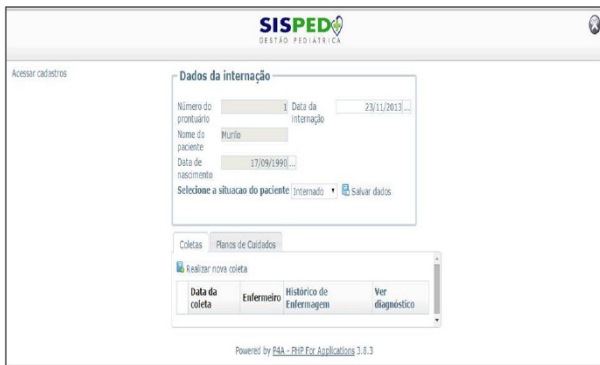 SISPED
GESTÃO PEDIÁTRICA
Acessar cadastros
Dados da internação
Número do prontuário 1 Data da internação 23/11/2013 ...
Nome do paciente Murilo
Data de nascimento 17/09/1990 ...
Selecione a situacao do paciente Internado Salvar dados
Coletas Planos de Cuidados
Realizar nova coleta
Data da coleta Enfermeiro Histórico de Enfermagem Ver diagnóstico
Powered by P4A - PHP For Applications 3.8.3